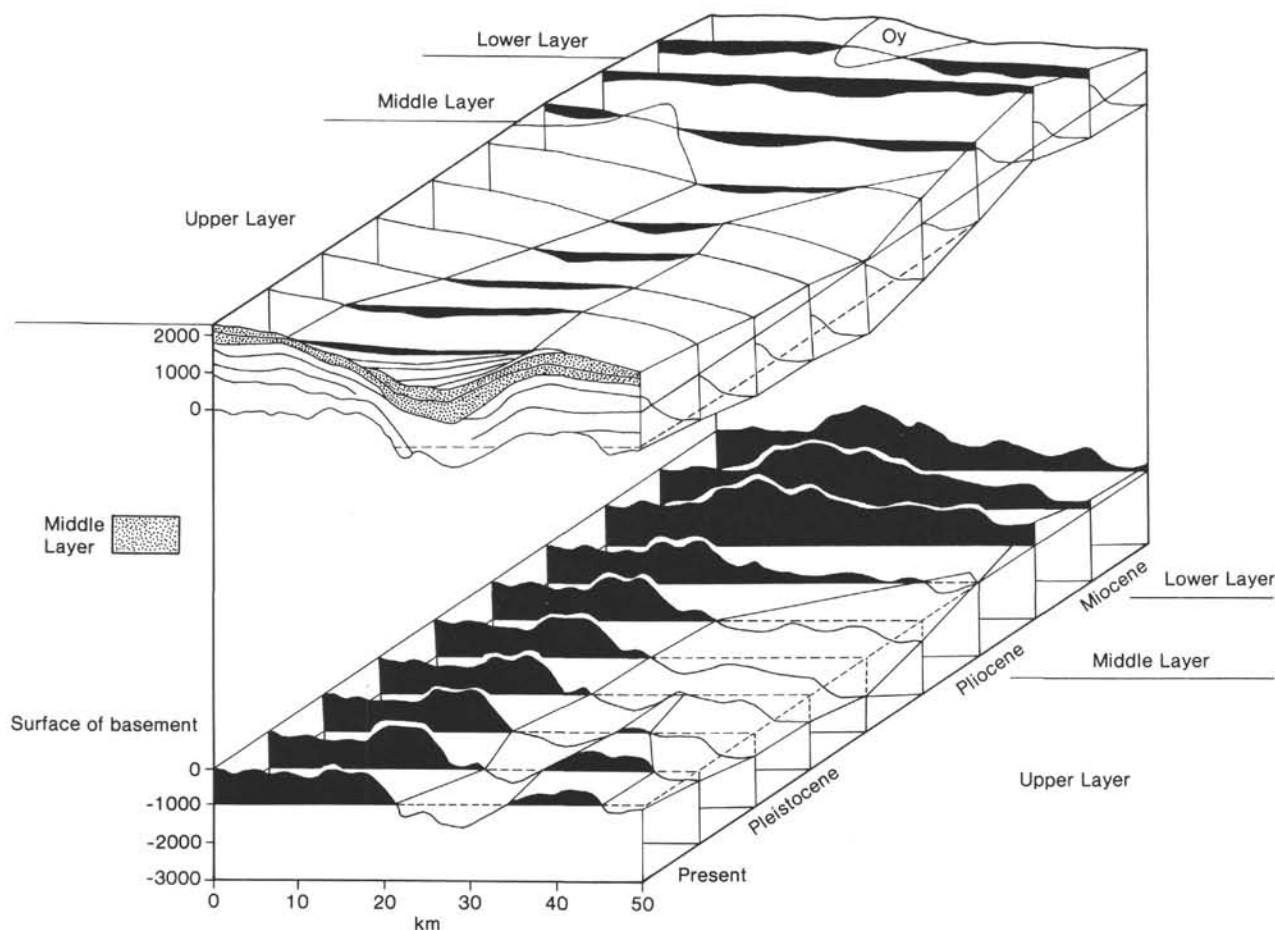 Oy
Lower Layer
Middle Layer
Upper Layer
2000
1000
0
Middle
Layer
Miocene
Lower Layer
Pliocene
Middle Layer
Surface of basement
0
Pleistocene
Upper Layer
-1000
-2000
-3000
Present
0 10 20 30 40 50
km